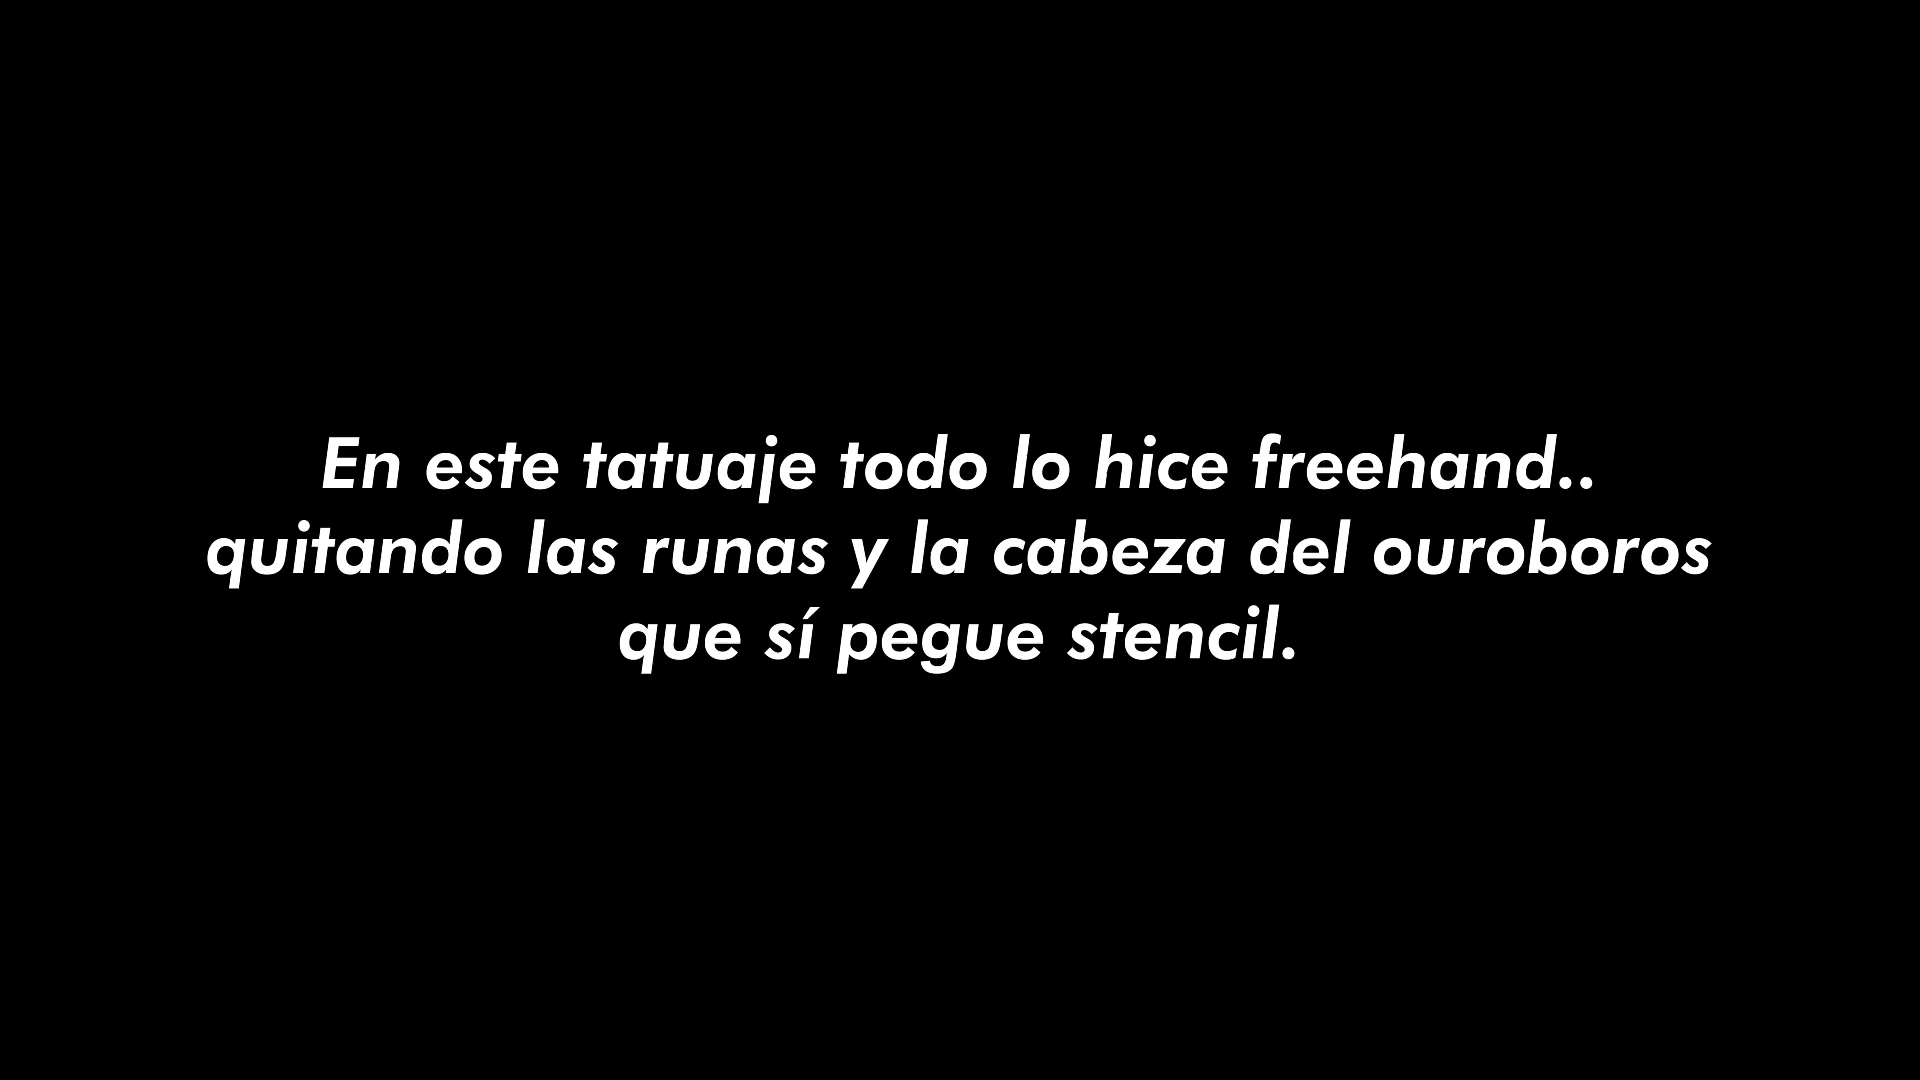 En este tatuaje todo lo hice freehand..
quitando las runas y la cabeza del ouroboros
que sí pegue stencil.